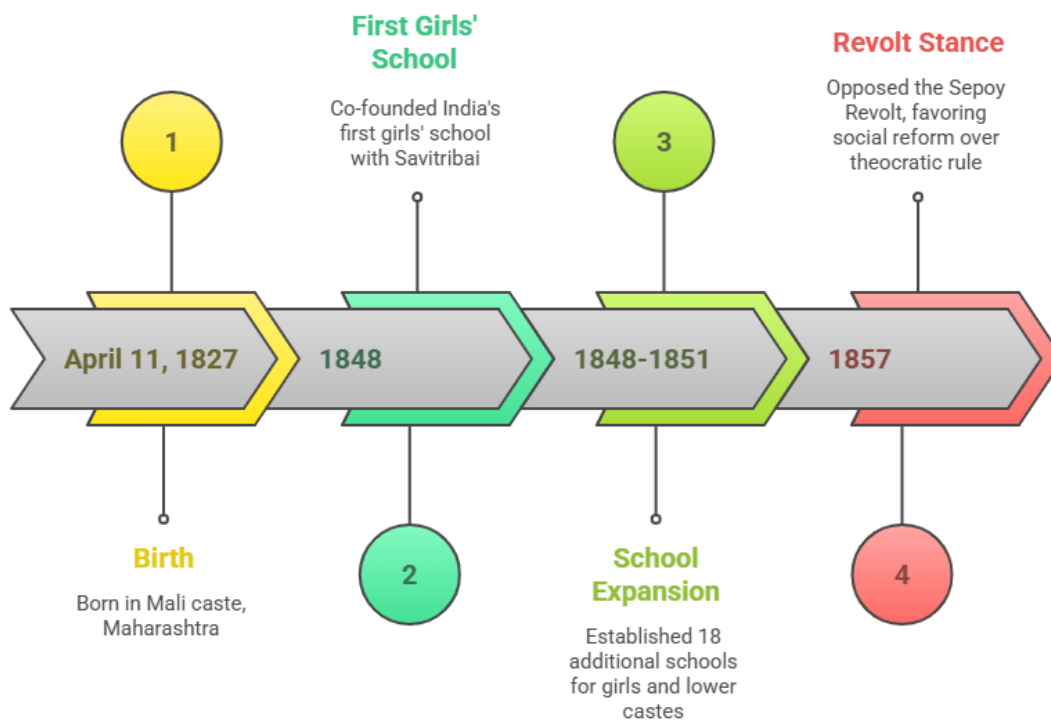 1
April 11, 1827
Birth
Born in Mali caste,
Maharashtra
First Girls'
School
Co-founded India's
first girls' school
with Savitribai
1848
2
3
1848-1851
School
Expansion
Established 18
additional schools
for girls and lower
castes
Revolt Stance
Opposed the Sepoy
Revolt, favoring
social reform over
theocratic rule
1857
4